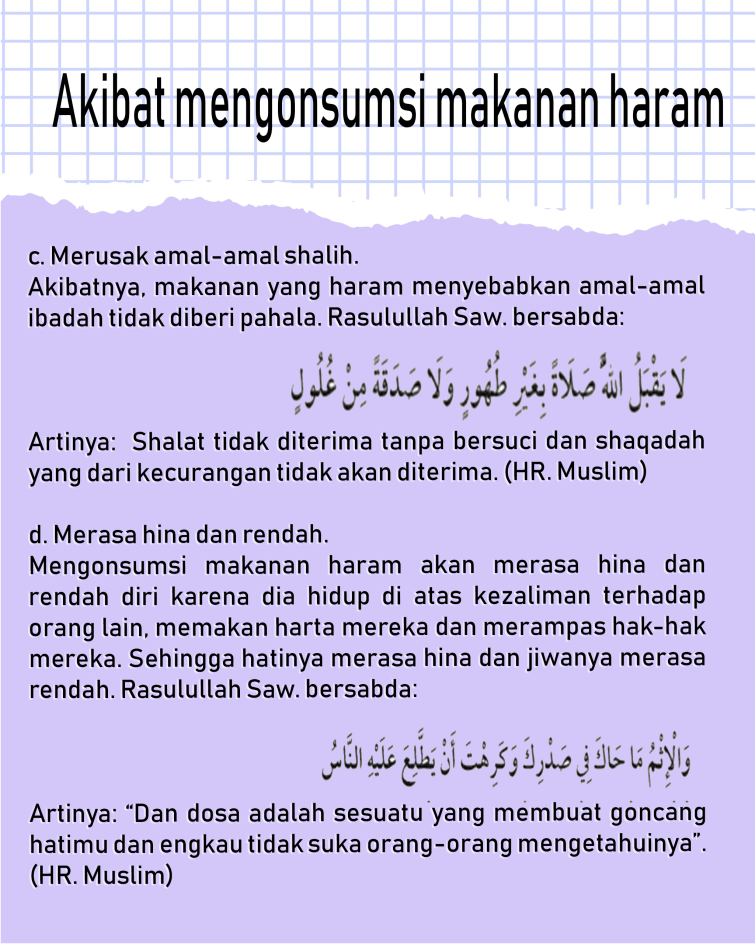 Akibat mengonsumsi makanan haram
c. Merusak amal-amal shalih.
Akibatnya, makanan yang haram menyebabkan amal-amal
ibadah tidak diberi pahala. Rasulullah Saw. bersabda:
لَا يَقْبَلُ اللهُ صَلَاةً بِغَيْرِ طُهُورٍ وَلَا صَدَقَةً مِنْ غُلُولٍ
Artinya: Shalat tidak diterima tanpa bersuci dan shaqadah
yang dari kecurangan tidak akan diterima. (HR. Muslim)
d. Merasa hina dan rendah.
Mengonsumsi makanan haram akan merasa hina dan
rendah diri karena dia hidup di atas kezaliman terhadap
orang lain, memakan harta mereka dan merampas hak-hak
mereka. Sehingga hatinya merasa hina dan jiwanya merasa
rendah. Rasulullah Saw. bersabda:
وَالْإِثْمُ مَا حَاكَ فِي صَدْرِكَ وَكَرِهْتَ أَنْ يَطَّلِعَ عَلَيْهِ النَّاسُ
Artinya: “Dan dosa adalah sesuatu yang membuat goncang
hatimu dan engkau tidak suka orang-orang mengetahuinya”.
(HR. Muslim)